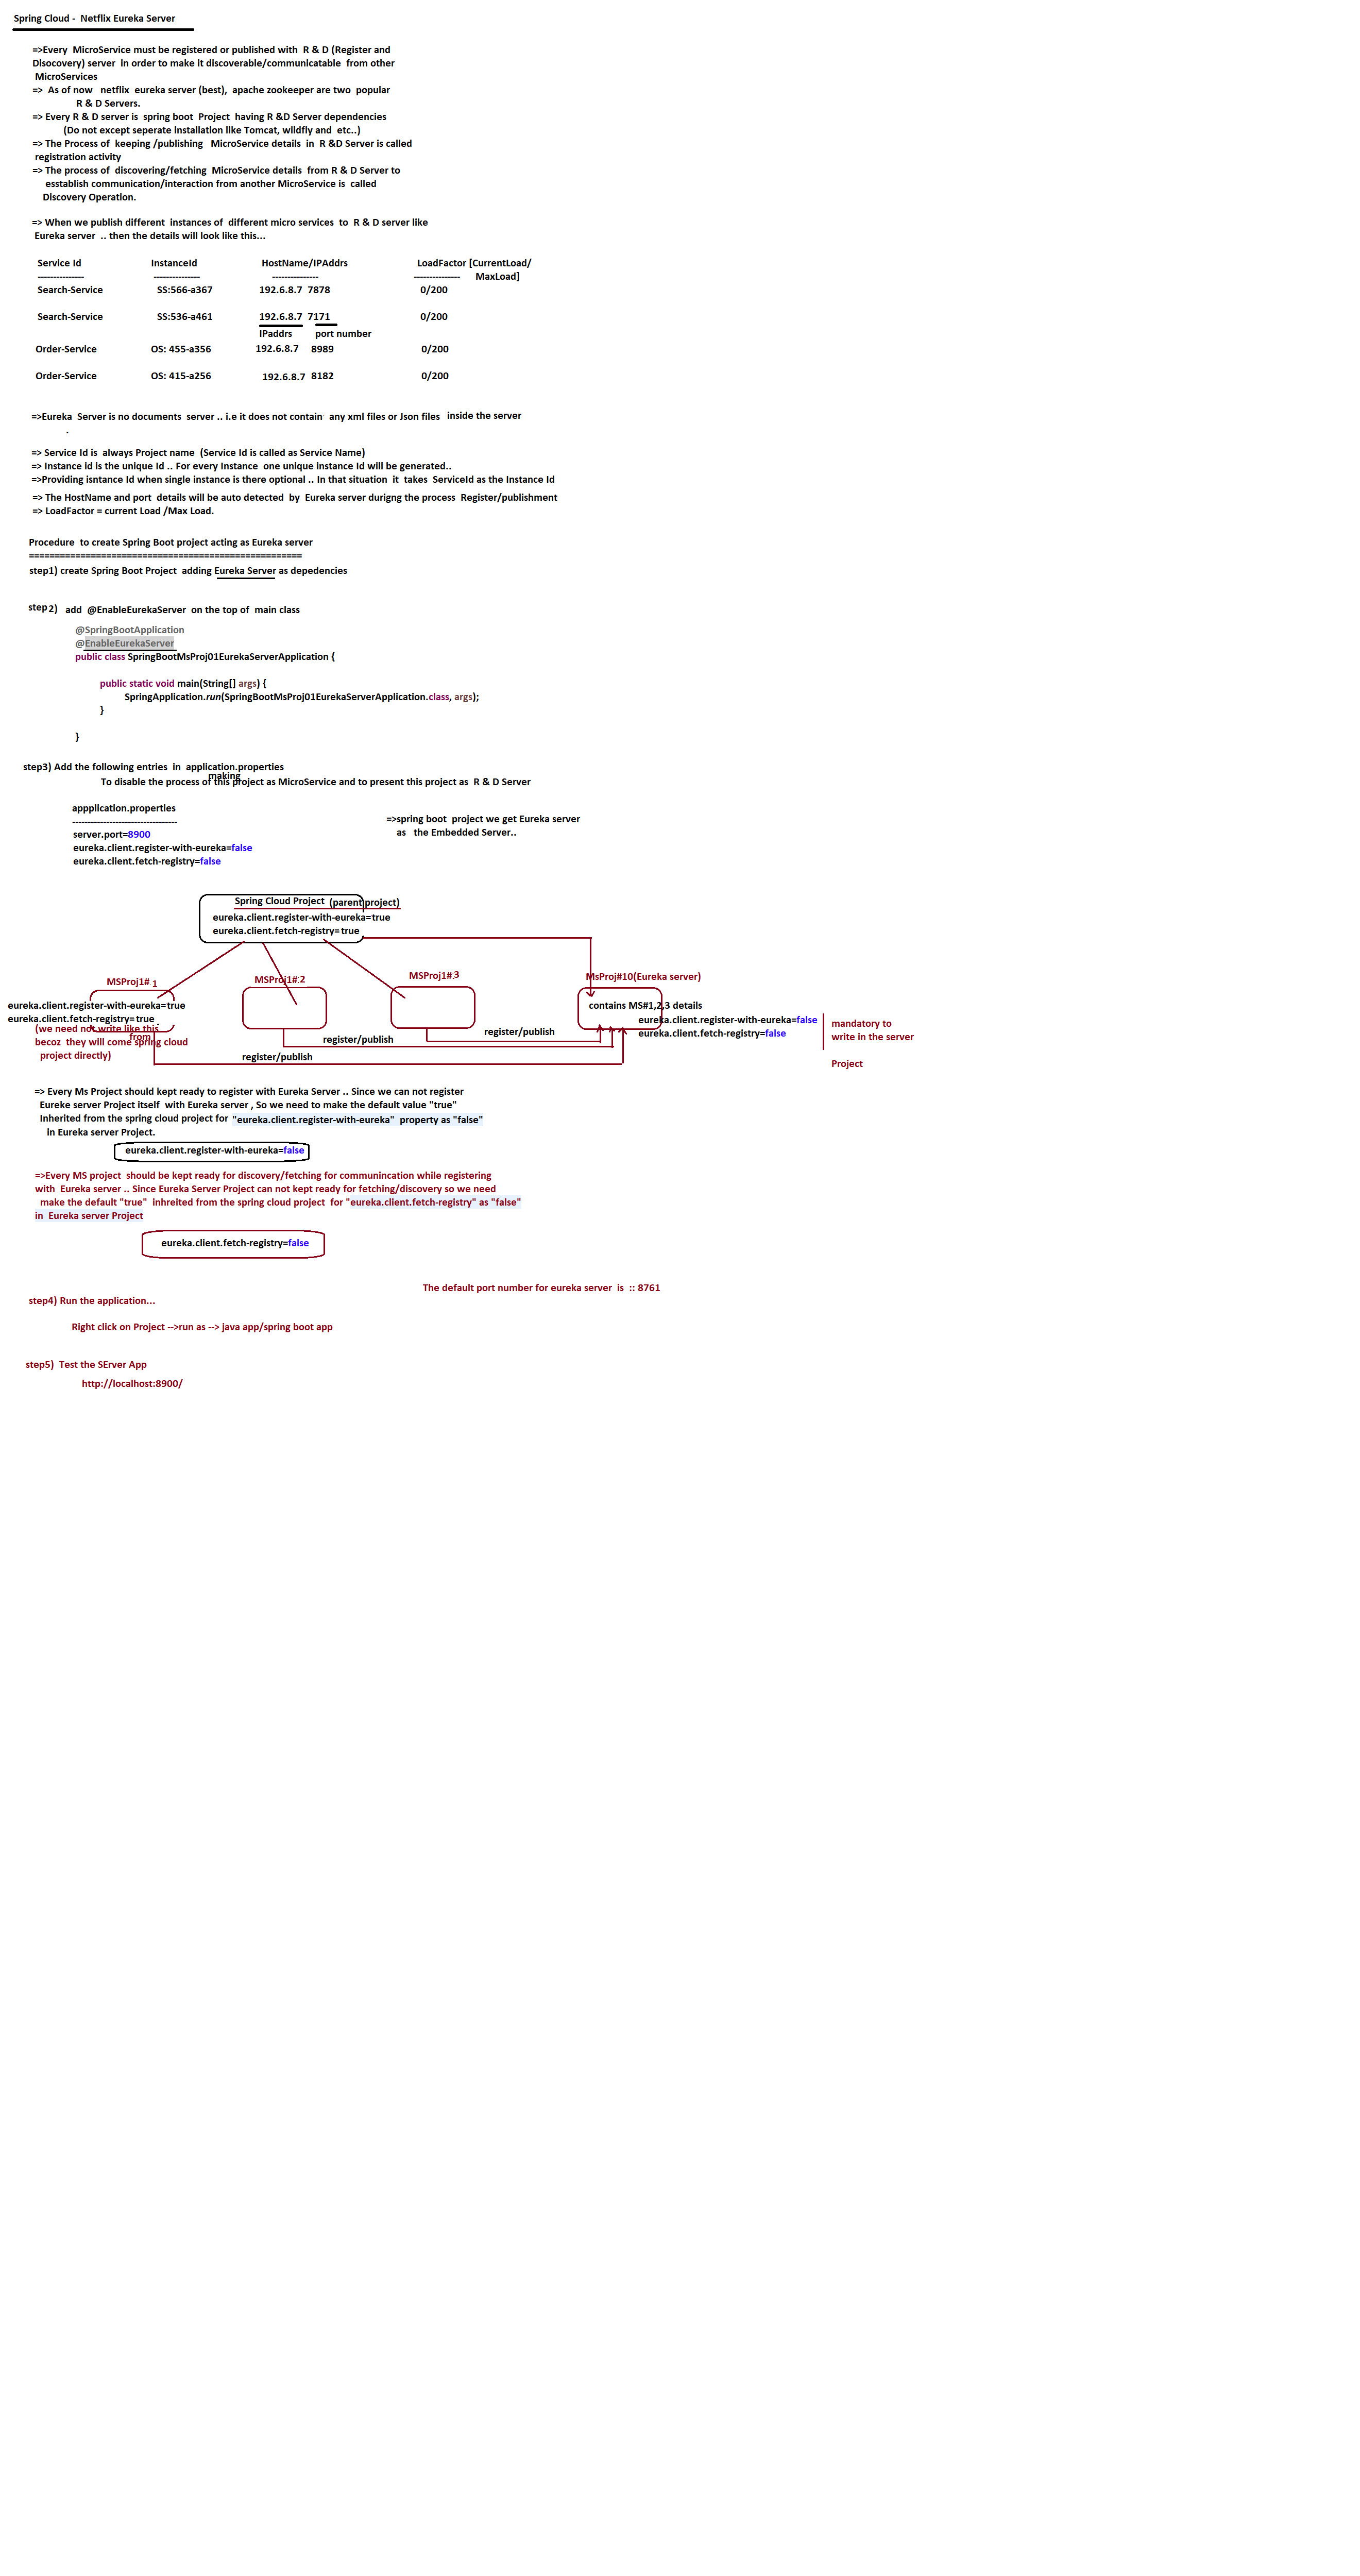 Spring Cloud -  Netflix Eureka Server
=>Every  MicroService must be registered or published with  R & D (Register and
Disocovery) server  in order to make it discoverable/communicatable  from other
MicroServices
=>  As of now   netflix  eureka server (best),  apache zookeeper are two  popular
R & D Servers.
=> Every R & D server is  spring boot  Project  having R &D Server dependencies
(Do not except seperate installation like Tomcat, wildfly and  etc..)
=> The Process of  keeping /publishing   MicroService details  in  R &D Server is called
registration activity
=> The process of  discovering/fetching  MicroService details  from R & D Server to
esstablish communication/interaction from another MicroService is  called
Discovery Operation.
=> When we publish different  instances of  different micro services  to  R & D server like
Eureka server  .. then the details will look like this...
Service Id    InstanceId    HostName/IPAddrs    LoadFactor [CurrentLoad/
---------------    ---------------    ---------------    ---------------    MaxLoad]
Search-Service    SS:566-a367    192.6.8.7  7878    0/200
Search-Service    SS:536-a461    192.6.8.7  7171    0/200
IPaddrs    port number
Order-Service    OS: 455-a356    192.6.8.7    8989    0/200
Order-Service    OS: 415-a256    192.6.8.7  8182    0/200
=>Eureka  Server is no documents  server .. i.e it does not contain  any xml files or Json files  inside the server
.
=> Service Id is  always Project name  (Service Id is called as Service Name)
=> Instance id is the unique Id .. For every Instance  one unique instance Id will be generated..
=>Providing isntance Id when single instance is there optional .. In that situation  it  takes  ServiceId as the Instance Id
=> The HostName and port  details will be auto detected  by  Eureka server durigng the process  Register/publishment
=> LoadFactor = current Load /Max Load.
Procedure  to create Spring Boot project acting as Eureka server
=====================================================
step1) create Spring Boot Project  adding Eureka Server as depedencies
step2)  add  @EnableEurekaServer  on the top of  main class
@SpringBootApplication
@EnableEurekaServer
public class SpringBootMsProj01EurekaServerApplication {
public static void main(String[] args) {
SpringApplication.run(SpringBootMsProj01EurekaServerApplication.class, args);
}
}
step3) Add the following entries  in  application.properties
making
To disable the process of this project as MicroService and to present this project as  R & D Server
appplication.properties
----------------------------------
=>spring boot  project we get Eureka server
as   the Embedded Server..
server.port=8900
eureka.client.register-with-eureka=false
eureka.client.fetch-registry=false
Spring Cloud Project  (parent project)
eureka.client.register-with-eureka=true
eureka.client.fetch-registry=true
MSProj1# 1    MSProj1#.2    MSProj1#.3    MsProj#10(Eureka server)
eureka.client.register-with-eureka=true
eureka.client.fetch-registry=true .
(we need not write like this
from
becoz  they will come spring cloud
project directly)
contains MS#1,2,3 details
eureka.client.register-with-eureka=false
eureka.client.fetch-registry=false
mandatory to
write in the server
Project
register/publish
register/publish
register/publish
=> Every Ms Project should kept ready to register with Eureka Server .. Since we can not register
Eureke server Project itself  with Eureka server , So we need to make the default value "true"
Inherited from the spring cloud project for  "eureka.client.register-with-eureka"  property as "false"
in Eureka server Project.
eureka.client.register-with-eureka=false
=>Every MS project  should be kept ready for discovery/fetching for communincation while registering
with  Eureka server .. Since Eureka Server Project can not kept ready for fetching/discovery so we need
make the default "true"  inhreited from the spring cloud project  for "eureka.client.fetch-registry" as "false"
in  Eureka server Project
eureka.client.fetch-registry=false
The default port number for eureka server  is  :: 8761
step4) Run the application...
Right click on Project -->run as --> java app/spring boot app
step5)  Test the SErver App
http://localhost:8900/